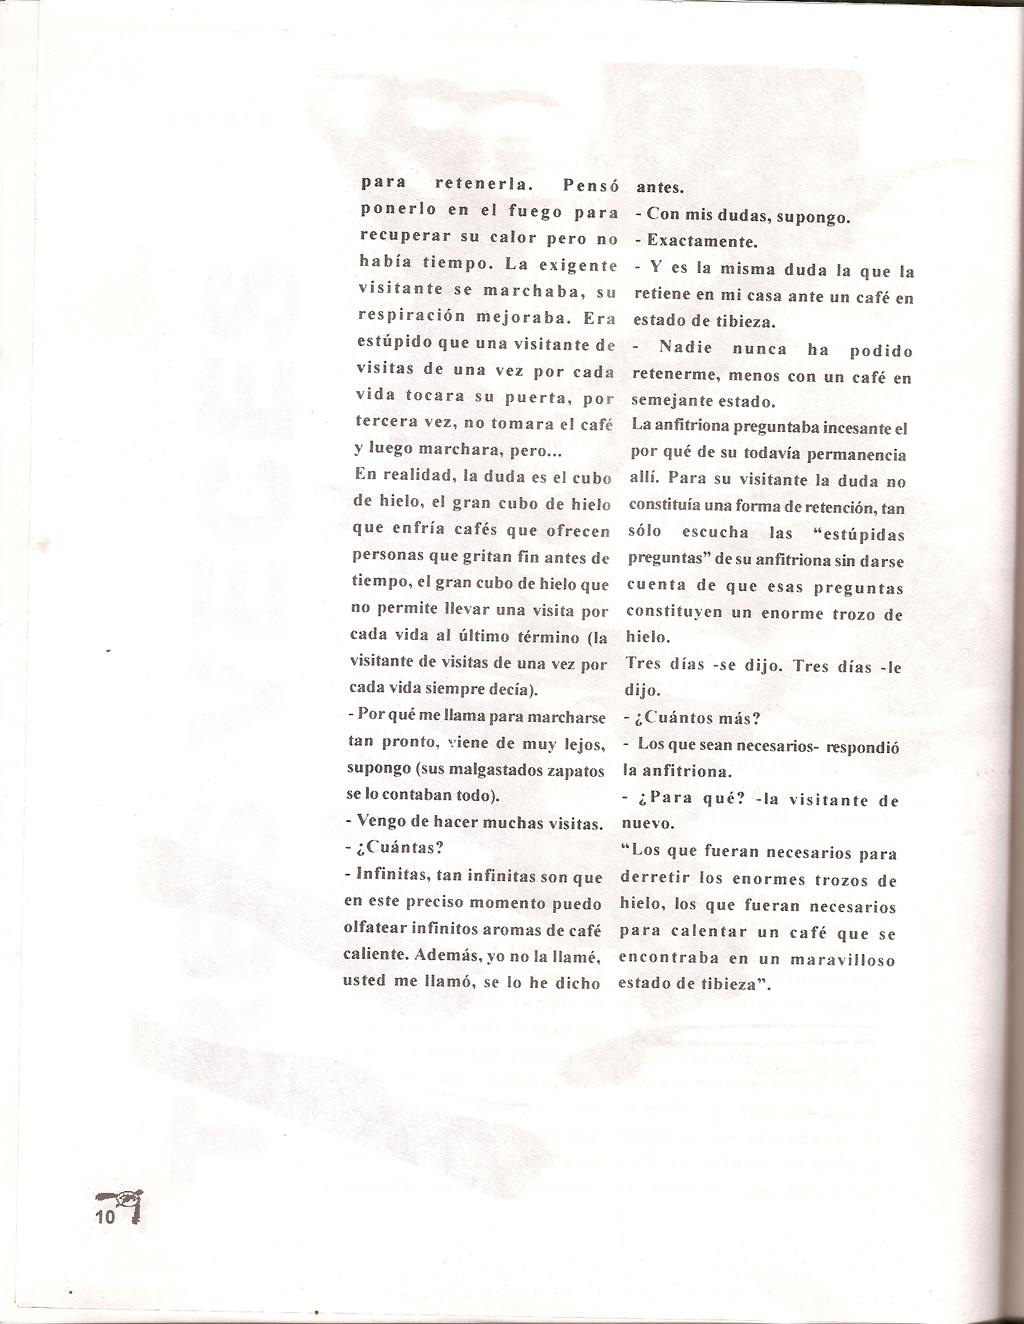 para retenerla. Pensó
ponerlo en el fuego para
recuperar su calor pero no
había tiempo. La exigente
visitante se marchaba, su
respiración mejoraba. Era
estúpido que una visitante de
visitas de una vez por cada
vida tocara su puerta, por
tercera vez, no tomara el café
y luego marchara, pero...
En realidad, la duda es el cubo
de hielo, el gran cubo de hielo
que enfría cafés que ofrecen
personas que gritan fin antes de
tiempo, el gran cubo de hielo que
no permite llevar una visita por
cada vida al último término (la
visitante de visitas de una vez por
cada vida siempre decía).
- Por qué me llama para marcharse
tan pronto, viene de muy lejos,
supongo (sus malgastados zapatos
se lo contaban todo).
- Vengo de hacer muchas visitas.
- ¿Cuántas?
- Infinitas, tan infinitas son que
en este preciso momento puedo
olfatear infinitos aromas de café
caliente. Además, yo no la llamé,
usted me llamó, se lo he dicho
antes.
- Con mis dudas, supongo.
- Exactamente.
- Y es la misma duda la que la
retiene en mi casa ante un café en
estado de tibieza.
- Nadie nunca ha podido
retenerme, menos con un café en
semejante estado.
La anfitriona preguntaba incesante el
por qué de su todavía permanencia
allí. Para su visitante la duda no
constituía una forma de retención, tan
sólo escucha las “estúpidas
preguntas” de su anfitriona sin darse
cuenta de que esas preguntas
constituyen un enorme trozo de
hielo.
Tres días -se dijo. Tres días -le
dijo.
- ¿Cuántos más?
- Los que sean necesarios- respondió
la anfitriona.
- ¿Para qué? -la visitante de
nuevo.
“Los que fueran necesarios para
derretir los enormes trozos de
hielo, los que fueran necesarios
para calentar un café que se
encontraba en un maravilloso
estado de tibieza”.
10